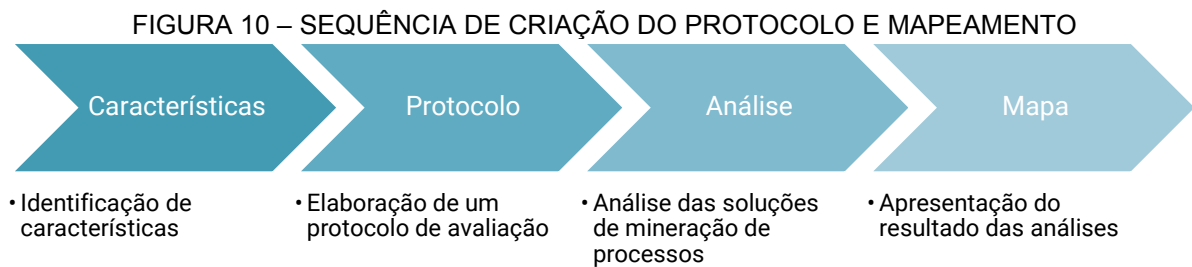 FIGURA 10 – SEQUÊNCIA DE CRIAÇÃO DO PROTOCOLO E MAPEAMENTO
Características
Protocolo
Análise
Mapa
• Identificação de
características
• Elaboração de um
protocolo de avaliação
• Análise das soluções
de mineração de
processos
• Apresentação do
resultado das análises